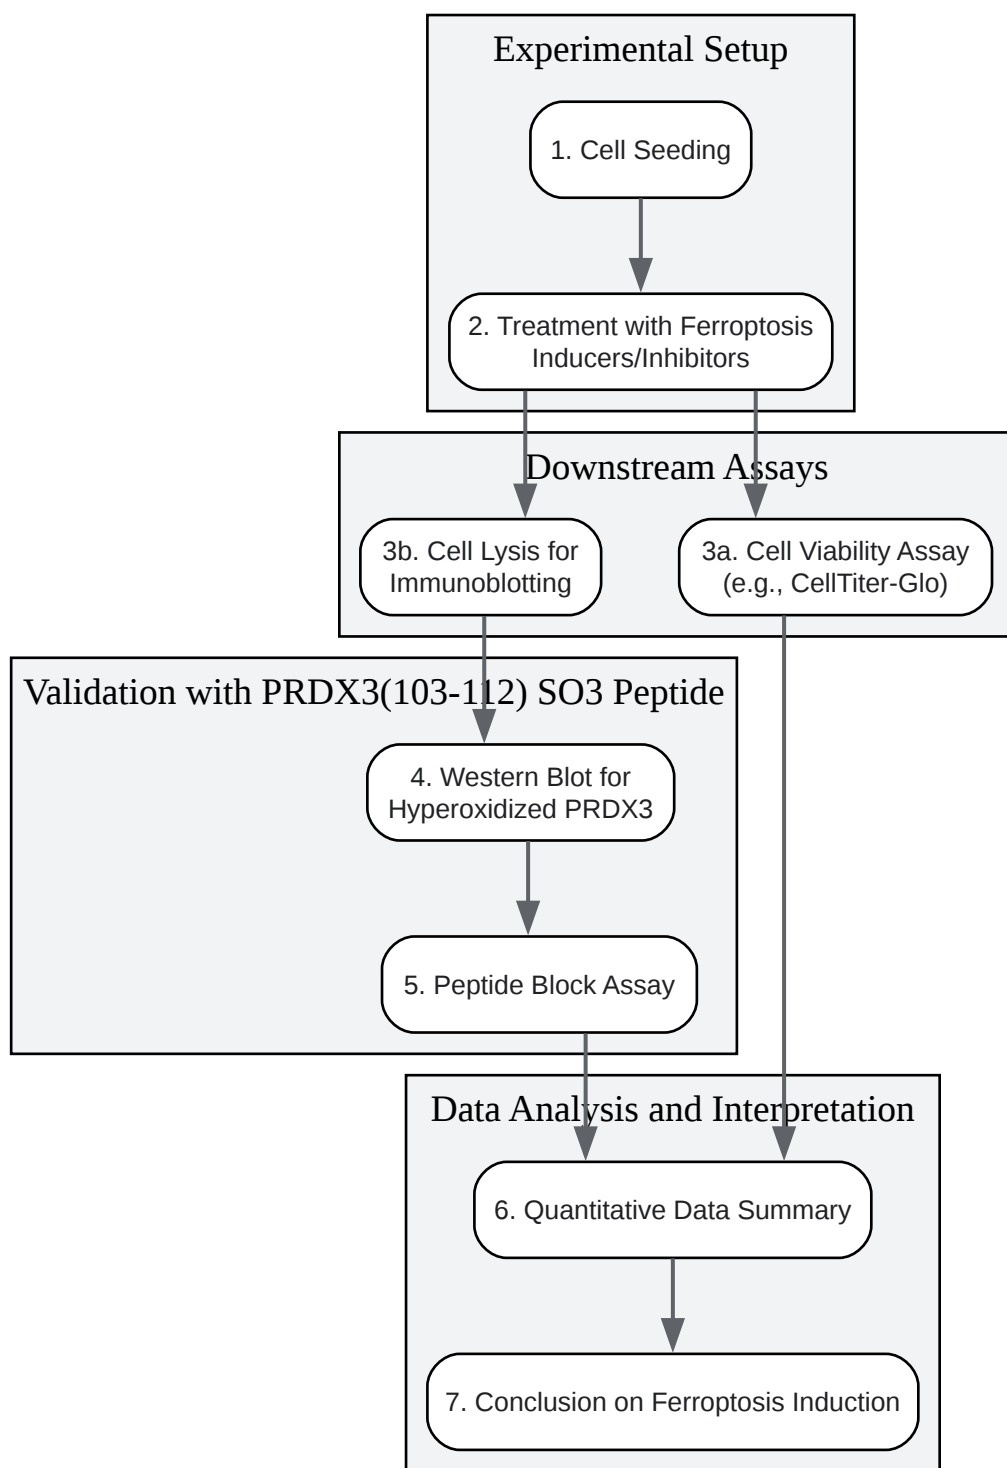 Experimental Setup
1. Cell Seeding
2. Treatment with Ferroptosis
Inducers/Inhibitors
Downstream Assays
3b. Cell Lysis for
Immunoblotting
3a. Cell Viability Assay
(e.g., CellTiter-Glo)
Validation with PRDX3(103-112) SO3 Peptide
4. Western Blot for
Hyperoxidized PRDX3
5. Peptide Block Assay
Data Analysis and Interpretation
6. Quantitative Data Summary
7. Conclusion on Ferroptosis Induction